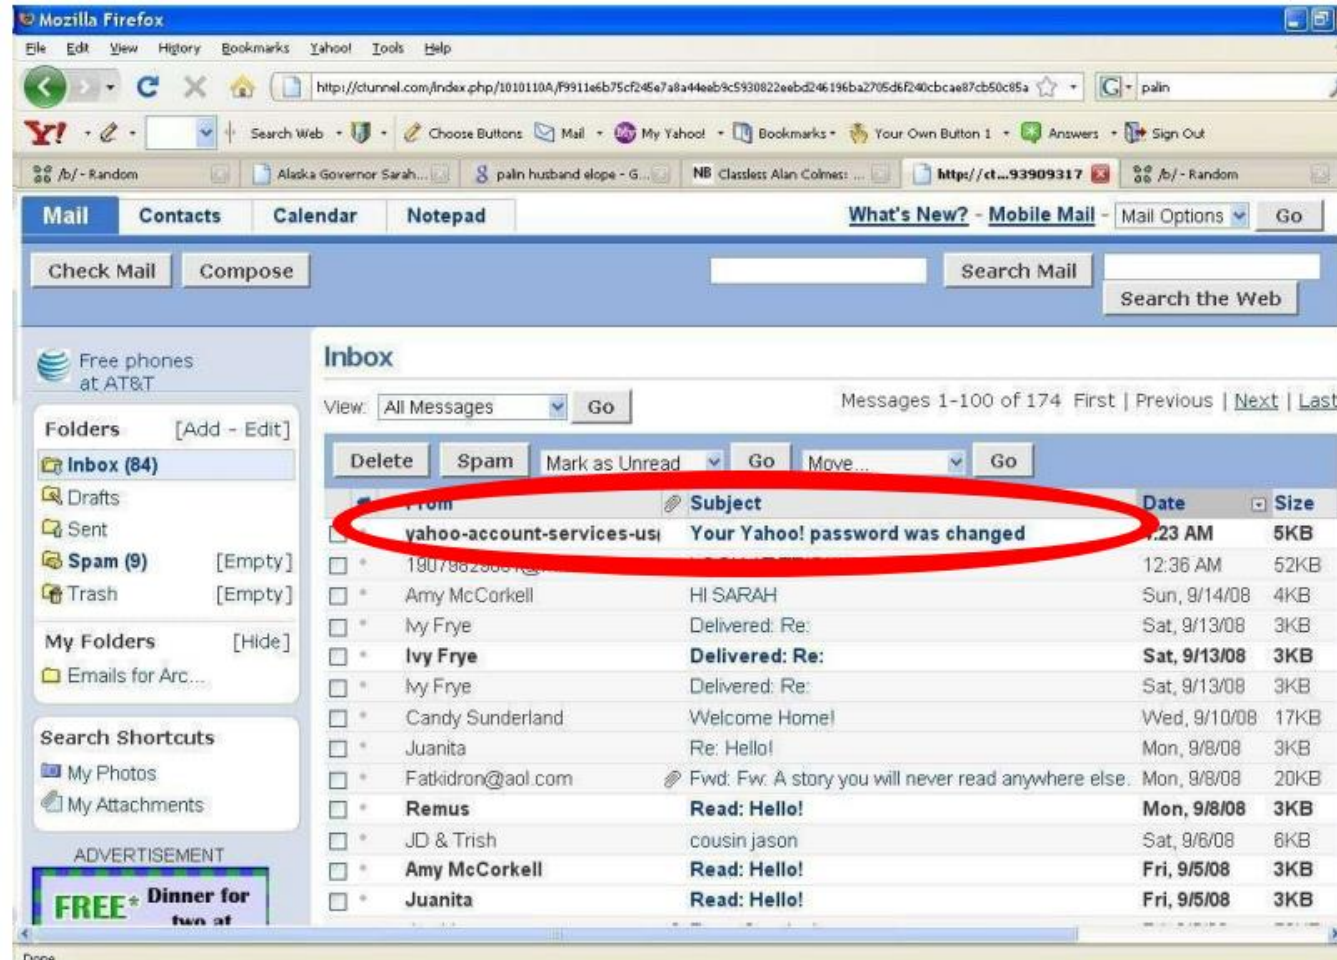 Mozilla Firefox
File Edit View History Bookmarks Yahoo! Tools Help
palin
Y! Search Web Choose Buttons Mail My Yahoo! Bookmarks Your Own Button 1 Answers Sign Out
/b/ - Random Alaska Governor Sarah... palin husband elope - G... NB Classless Alan Colmes: ... http://ct...93909317 /b/ - Random
Mail Contacts Calendar Notepad What's New? - Mobile Mail - Mail Options Go
Check Mail Compose Search Mail
Search the Web
Free phones
at AT&T
Inbox
View: All Messages Go Messages 1-100 of 174 First | Previous | Next | Last
Folders [Add - Edit]
Delete Spam Mark as Unread Go Move... Go
Inbox (84)
Drafts
Sent
Spam (9) [Empty]
Trash [Empty]
My Folders [Hide]
Emails for Arc...
Search Shortcuts
My Photos
My Attachments
ADVERTISEMENT
FREE* Dinner for
two at
From Subject Date Size
yahoo-account-services-us Your Yahoo! password was changed :23 AM 5KB
12:36 AM 52KB
Amy McCorkell HI SARAH Sun, 9/14/08 4KB
Ivy Frye Delivered: Re: Sat, 9/13/08 3KB
Ivy Frye Delivered: Re: Sat, 9/13/08 3KB
Ivy Frye Delivered: Re: Sat, 9/13/08 3KB
Candy Sunderland Welcome Home! Wed, 9/10/08 17KB
Juanita Re: Hello! Mon, 9/8/08 3KB
Fatkidron@aol.com Fwd: Fw: A story you will never read anywhere else. Mon, 9/8/08 20KB
Remus Read: Hello! Mon, 9/8/08 3KB
JD & Trish cousin jason Sat, 9/6/08 6KB
Amy McCorkell Read: Hello! Fri, 9/5/08 3KB
Juanita Read: Hello! Fri, 9/5/08 3KB
Done